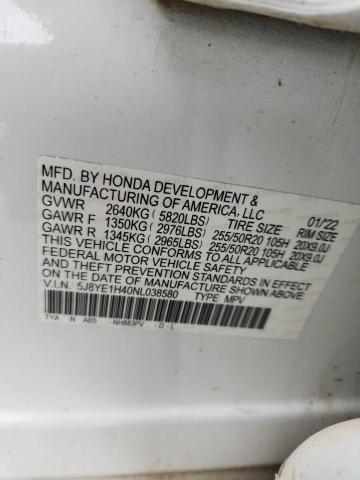 MFD. BY HONDA DEVELOPMENT &
MANUFACTURING OF AMERICA, LLC 01/22
GVWR 2640KG ( 5820LBS) TIRE SIZE RIM SIZE
GAWR F 1350KG ( 2976LBS) 255/50R20 105H 20X9.0J
GAWR R 1345KG ( 2965LBS) 255/50R20 105H 20X9.0J
THIS VEHICLE CONFORMS TO ALL APPLICABLE
FEDERAL MOTOR VEHICLE SAFETY
AND THEFT PREVENTION STANDARDS IN EFFECT
ON THE DATE OF MANUFACTURE SHOWN ABOVE.
V.I.N.: 5J8YE1H40NL038580 TYPE: MPV
TYA N AB5 NH883PV D - L